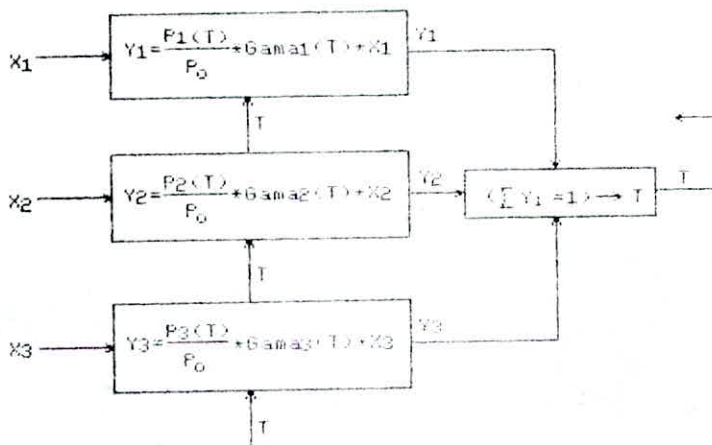 X1
Y1=P1(T)/Po*Gama1(T)*X1
Y1
T
X2
Y2=P2(T)/Po*Gama2(T)*X2
Y2
(∑Yi=1)→T
T
T
X3
Y3=P3(T)/Po*Gama3(T)*X3
Y3
T